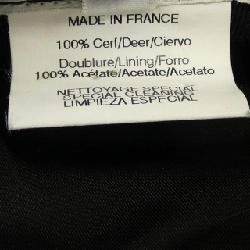 MADE IN FRANCE
100% Cerf/Deer/Ciervo
Doublure/Lining/Forro
100% Acétate/Acetate/Acetato
NETTOYAGE SPECIAL
SPECIAL CLEANING
LIMPIEZA ESPECIAL